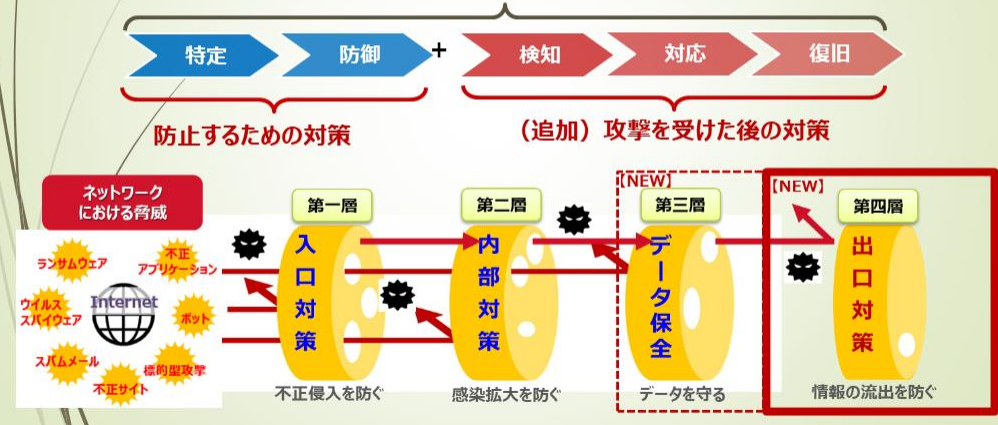 特定
防御
+
検知
対応
復旧
防止するための対策
（追加）攻撃を受けた後の対策
ネットワーク
における脅威
ランサムウェア
不正
アプリケーション
ウイルス
スパイウェア
Internet
ボット
スパムメール
標的型攻撃
不正サイト
第一層
入口対策
不正侵入を防ぐ
第二層
内部対策
感染拡大を防ぐ
【NEW】
第三層
データ保全
データを守る
【NEW】
第四層
出口対策
情報の流出を防ぐ